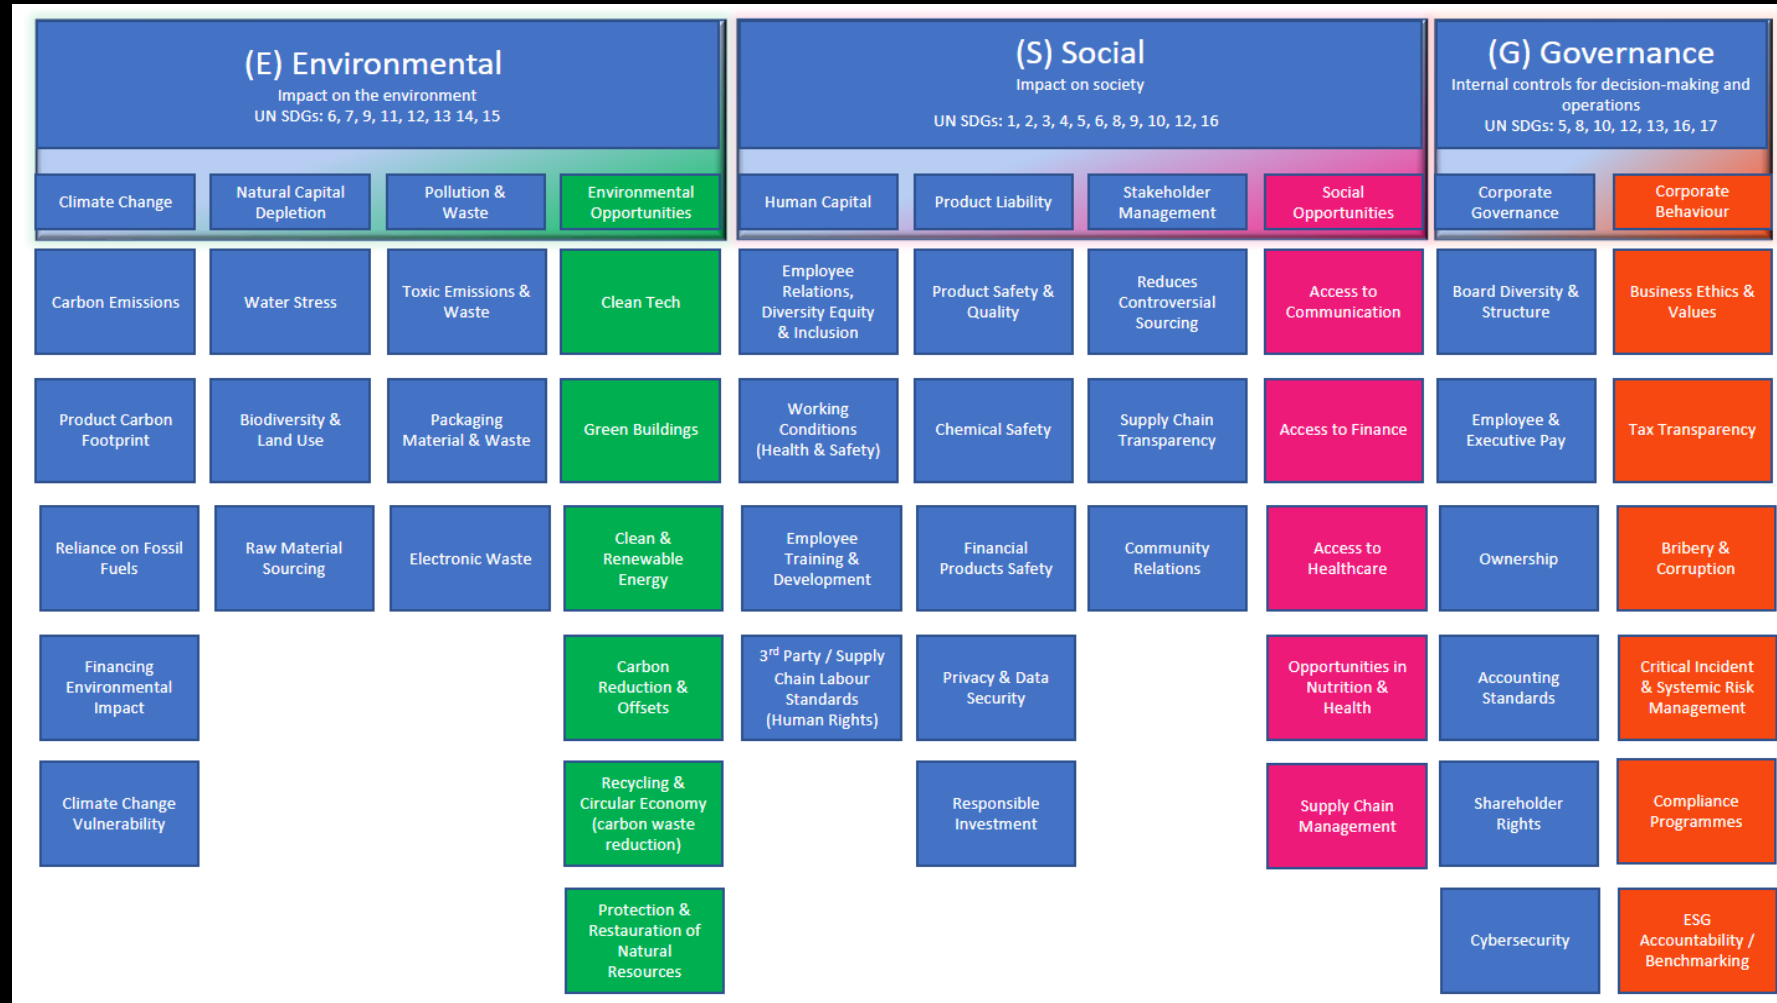 (E) Environmental
Impact on the environment
UN SDGs: 6, 7, 9, 11, 12, 13 14, 15
(S) Social
Impact on society
UN SDGs: 1, 2, 3, 4, 5, 6, 8, 9, 10, 12, 16
(G) Governance
Internal controls for decision-making and
operations
UN SDGs: 5, 8, 10, 12, 13, 16, 17
Climate Change
Natural Capital
Depletion
Pollution &
Waste
Environmental
Opportunities
Human Capital
Product Liability
Stakeholder
Management
Social
Opportunities
Corporate
Governance
Corporate
Behaviour
Carbon Emissions
Water Stress
Toxic Emissions &
Waste
Clean Tech
Employee
Relations,
Diversity Equity
& Inclusion
Product Safety &
Quality
Reduces
Controversial
Sourcing
Access to
Communication
Board Diversity &
Structure
Business Ethics &
Values
Product Carbon
Footprint
Biodiversity &
Land Use
Packaging
Material & Waste
Green Buildings
Working
Conditions
(Health & Safety)
Chemical Safety
Supply Chain
Transparency
Access to Finance
Employee &
Executive Pay
Tax Transparency
Reliance on Fossil
Fuels
Raw Material
Sourcing
Electronic Waste
Clean &
Renewable
Energy
Employee
Training &
Development
Financial
Products Safety
Community
Relations
Access to
Healthcare
Ownership
Bribery &
Corruption
Financing
Environmental
Impact
Carbon
Reduction &
Offsets
3rd Party / Supply
Chain Labour
Standards
(Human Rights)
Privacy & Data
Security
Opportunities in
Nutrition &
Health
Accounting
Standards
Critical Incident
& Systemic Risk
Management
Climate Change
Vulnerability
Recycling &
Circular Economy
(carbon waste
reduction)
Responsible
Investment
Supply Chain
Management
Shareholder
Rights
Compliance
Programmes
Protection &
Restauration of
Natural
Resources
Cybersecurity
ESG
Accountability /
Benchmarking